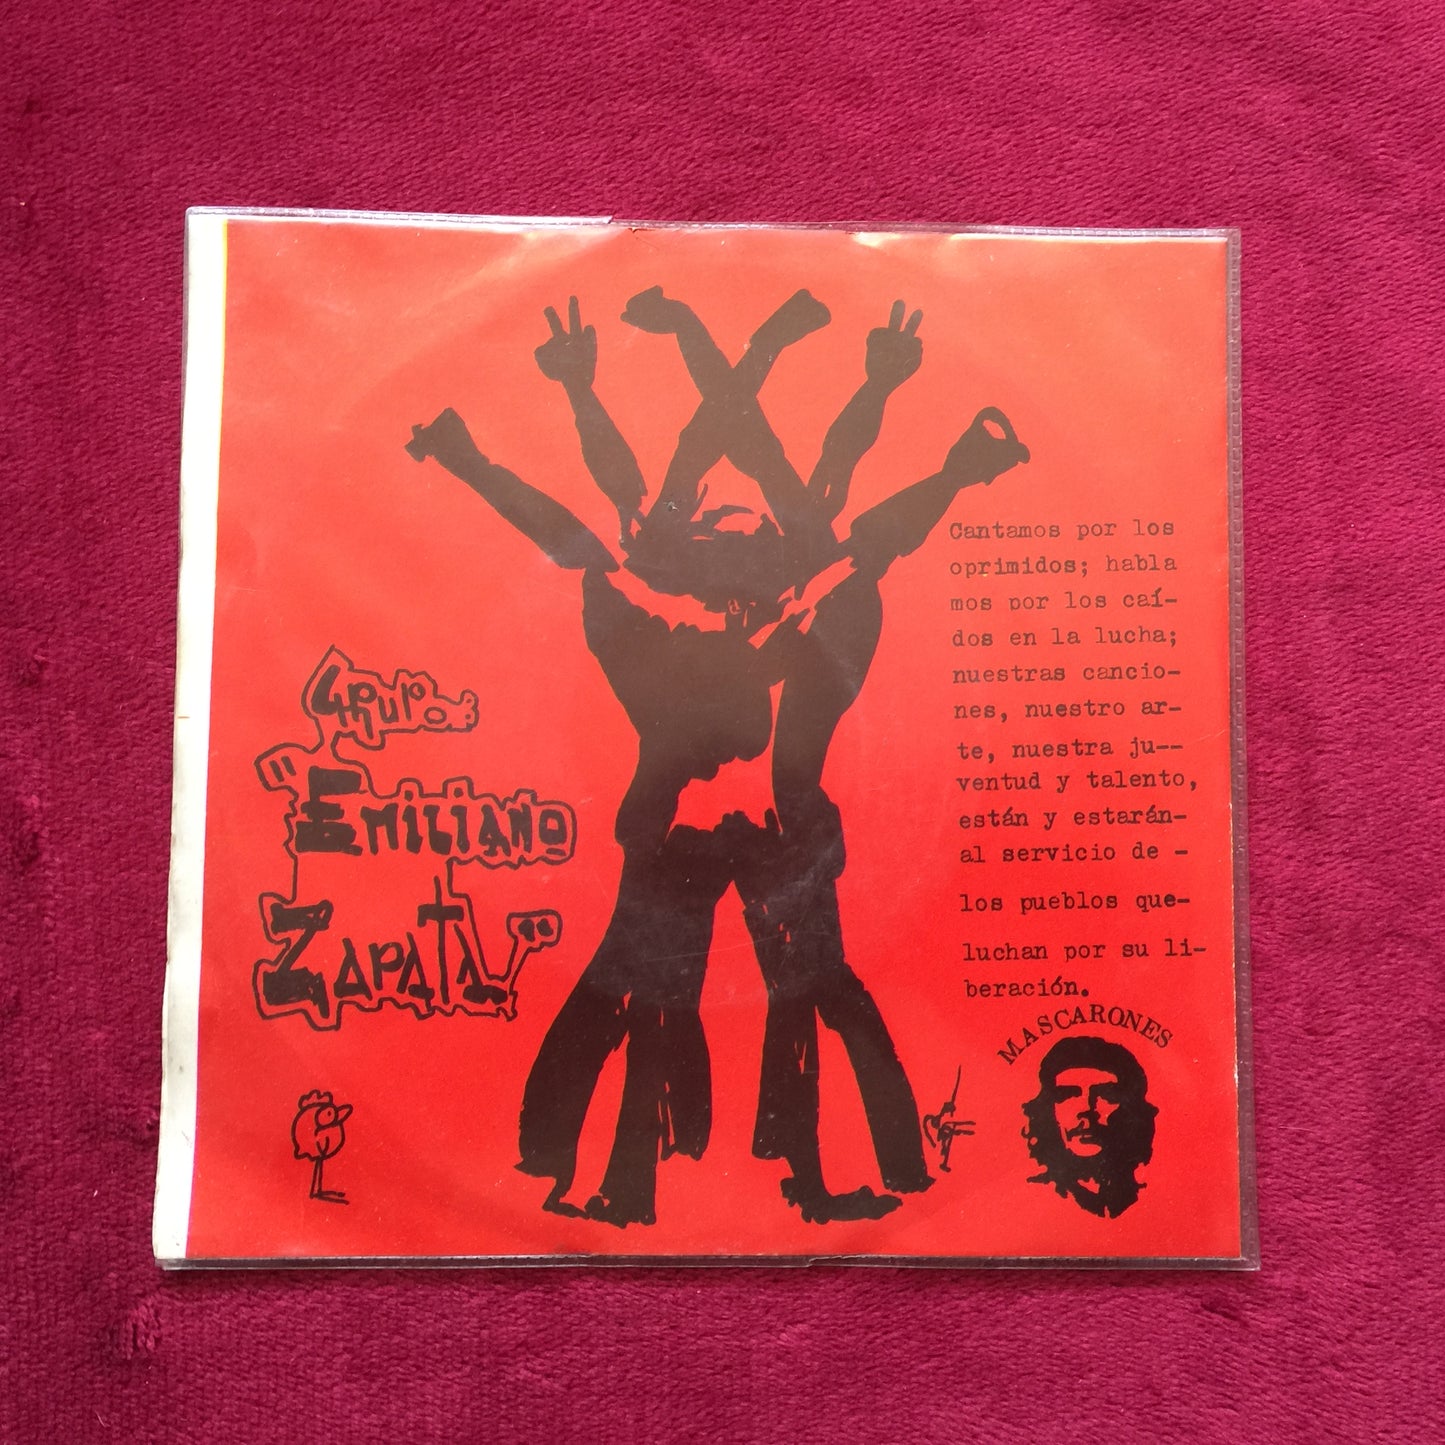 Grupo
"Emiliano
Zapata"
Cantamos por los
oprimidos; habla
mos por los caí-
dos en la lucha;
nuestras cancio-
nes, nuestro ar-
te, nuestra ju--
ventud y talento,
están y estarán-
al servicio de -
los pueblos que-
luchan por su li-
beración.
MASCARONES